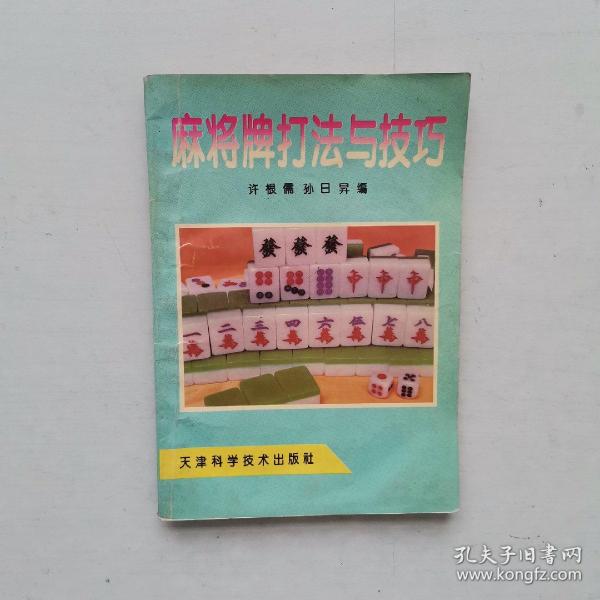 麻将牌打法与技巧
许根儒 孙日昇编
發發發
中中中
一二三四六伍七八
萬萬萬萬萬萬萬萬
天津科学技术出版社
孔夫子旧书网
www.kongfz.com